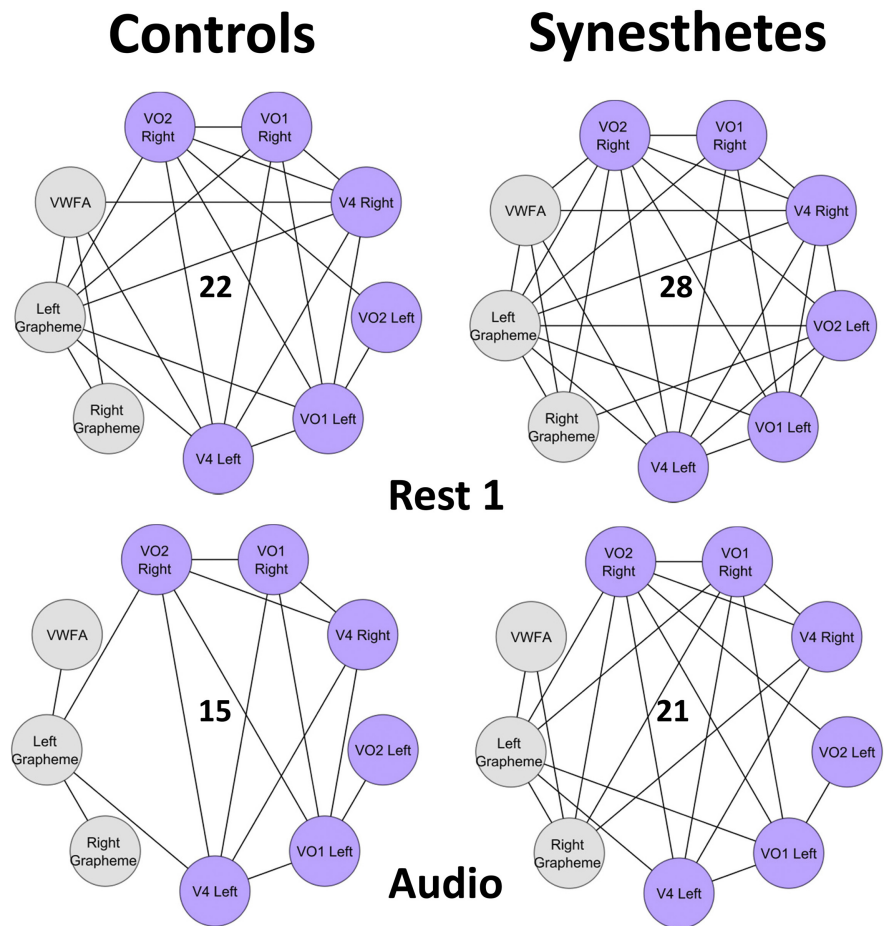 Controls
Synesthetes
VO2
Right
VO1
Right
VWFA
V4 Right
22
Left
Grapheme
VO2 Left
Right
Grapheme
VO1 Left
V4 Left
VO2
Right
VO1
Right
VWFA
V4 Right
28
Left
Grapheme
VO2 Left
Right
Grapheme
VO1 Left
V4 Left
Rest 1
VO2
Right
VO1
Right
VWFA
V4 Right
15
Left
Grapheme
VO2 Left
Right
Grapheme
VO1 Left
V4 Left
VO2
Right
VO1
Right
VWFA
V4 Right
21
Left
Grapheme
VO2 Left
Right
Grapheme
VO1 Left
V4 Left
Audio